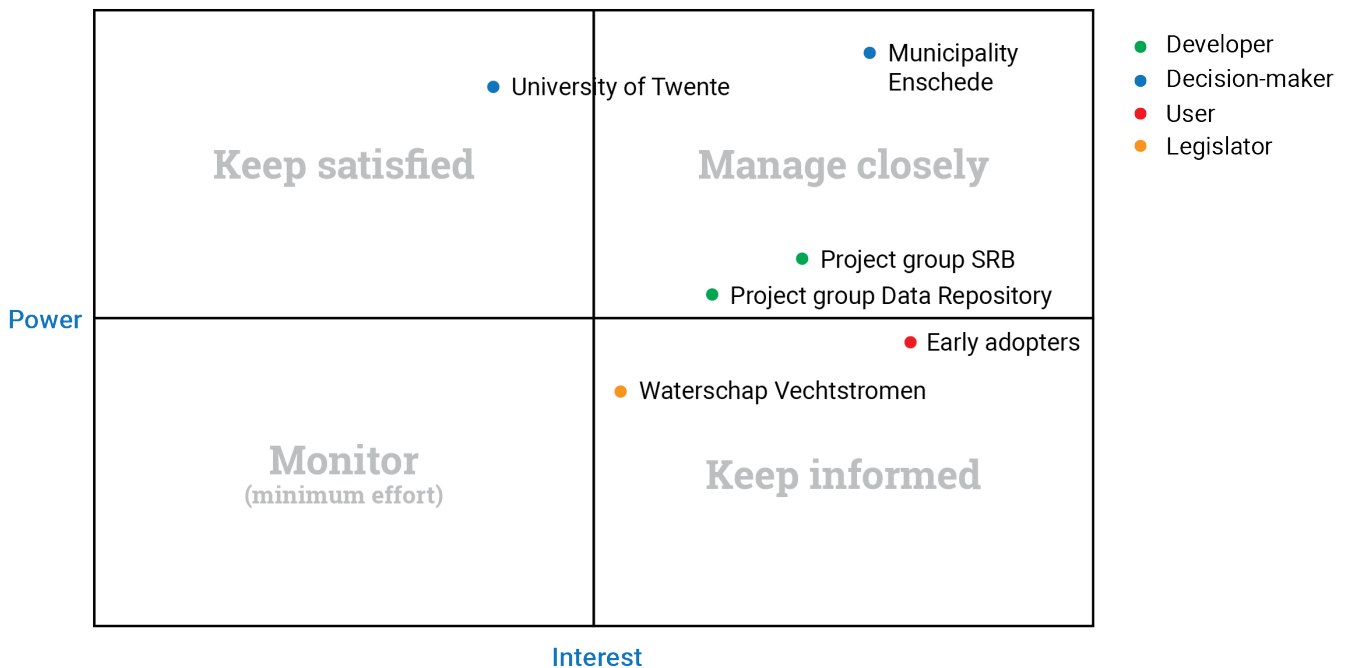 Municipality
Enschede
University of Twente
Keep satisfied
Manage closely
Project group SRB
Project group Data Repository
Power
Early adopters
Waterschap Vechtstromen
Monitor
(minimum effort)
Keep informed
Interest
Developer
Decision-maker
User
Legislator